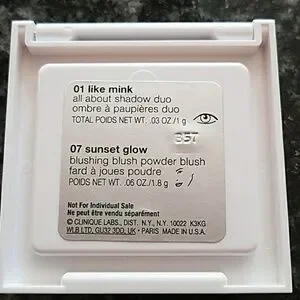 01 like mink
all about shadow duo
ombre à paupières duo
TOTAL POIDS NET WT. .03 OZ/1 g
357
07 sunset glow
blushing blush powder blush
fard à joues poudre
POIDS NET WT. .06 OZ/1.8 g
Not For Individual Sale
Ne peut être vendu séparément
© CLINIQUE LABS., DIST. N.Y., N.Y. 10022 K3KG
WLB LTD, GU32 3DD, UK • PARIS MADE IN U.S.A.